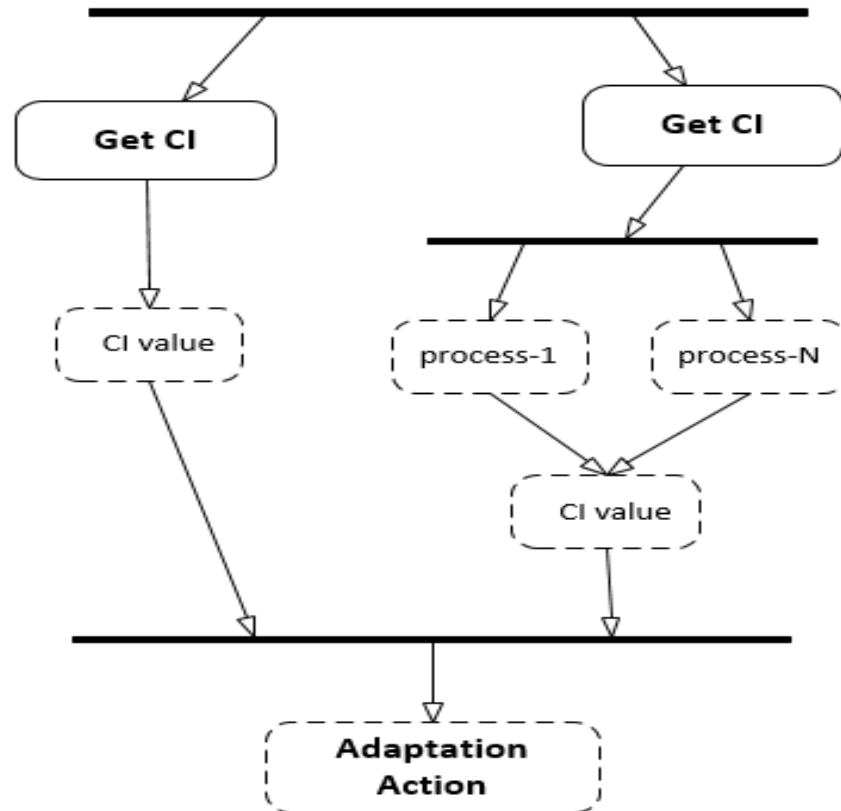 Get CI
Get CI
CI value
process-1
process-N
CI value
Adaptation
Action